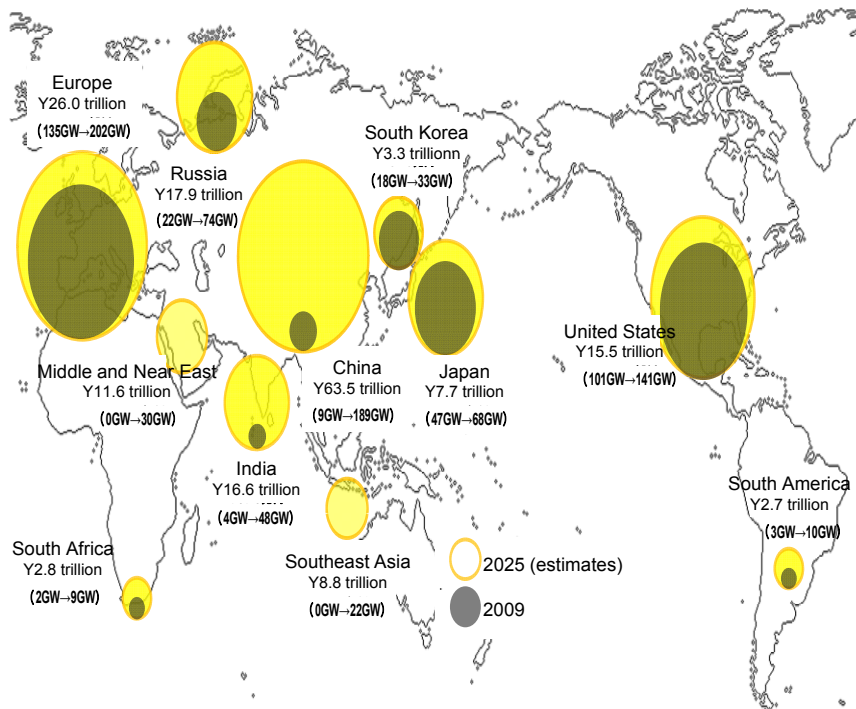 Europe
Y26.0 trillion
(135GW→202GW)
Russia
Y17.9 trillion
(22GW→74GW)
South Korea
Y3.3 trillionn
(18GW→33GW)
Middle and Near East
Y11.6 trillion
(0GW→30GW)
China
Y63.5 trillion
(9GW→189GW)
Japan
Y7.7 trillion
(47GW→68GW)
United States
Y15.5 trillion
(101GW→141GW)
India
Y16.6 trillion
(4GW→48GW)
South America
Y2.7 trillion
(3GW→10GW)
South Africa
Y2.8 trillion
(2GW→9GW)
Southeast Asia
Y8.8 trillion
(0GW→22GW)
2025 (estimates)
2009